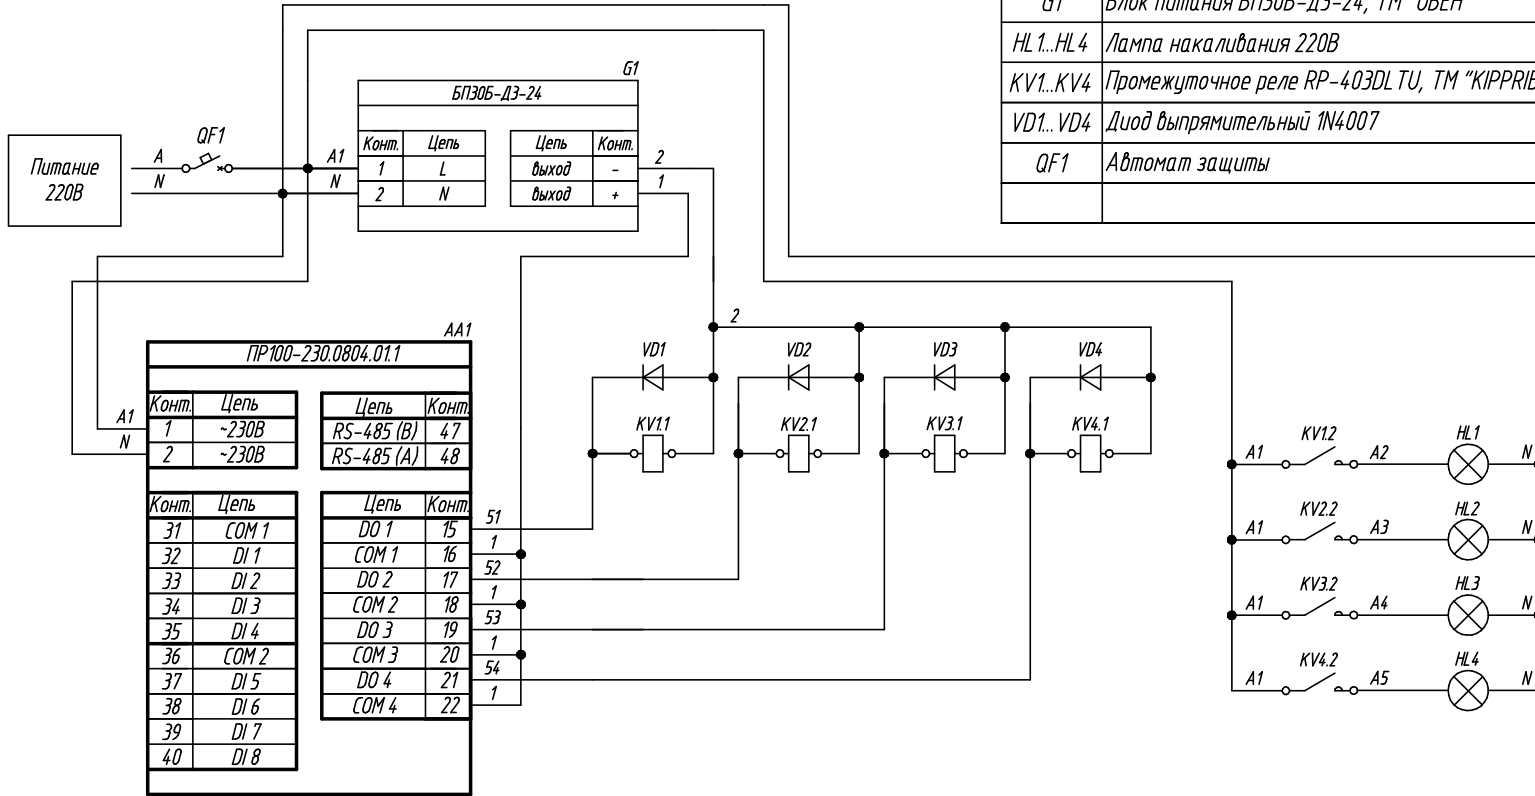 G1 Блок питания БП30Б-Д3-24, ТМ "ОВЕН"
HL1...HL4 Лампа накаливания 220В
KV1...KV4 Промежуточное реле RP-403DLTU, ТМ "KIPPRIB
VD1...VD4 Диод выпрямительный 1N4007
QF1 Автомат защиты
Питание
220В
A
N
QF1
A1
N
G1
БП30Б-Д3-24
Конт. Цепь Цепь Конт.
1 L выход -
2 N выход +
2
1
2
AA1
ПР100-230.0804.01.1
A1
N
Конт. Цепь Цепь Конт.
1 ~230В RS-485 (B) 47
2 ~230В RS-485 (A) 48
Конт. Цепь Цепь Конт.
31 COM 1 DO 1 15
32 DI 1 COM 1 16
33 DI 2 DO 2 17
34 DI 3 COM 2 18
35 DI 4 DO 3 19
36 COM 2 COM 3 20
37 DI 5 DO 4 21
38 DI 6 COM 4 22
39 DI 7
40 DI 8
51
1
52
1
53
1
54
1
VD1 VD2 VD3 VD4
KV1.1 KV2.1 KV3.1 KV4.1
A1 KV1.2 A2 HL1 N
A1 KV2.2 A3 HL2 N
A1 KV3.2 A4 HL3 N
A1 KV4.2 A5 HL4 N